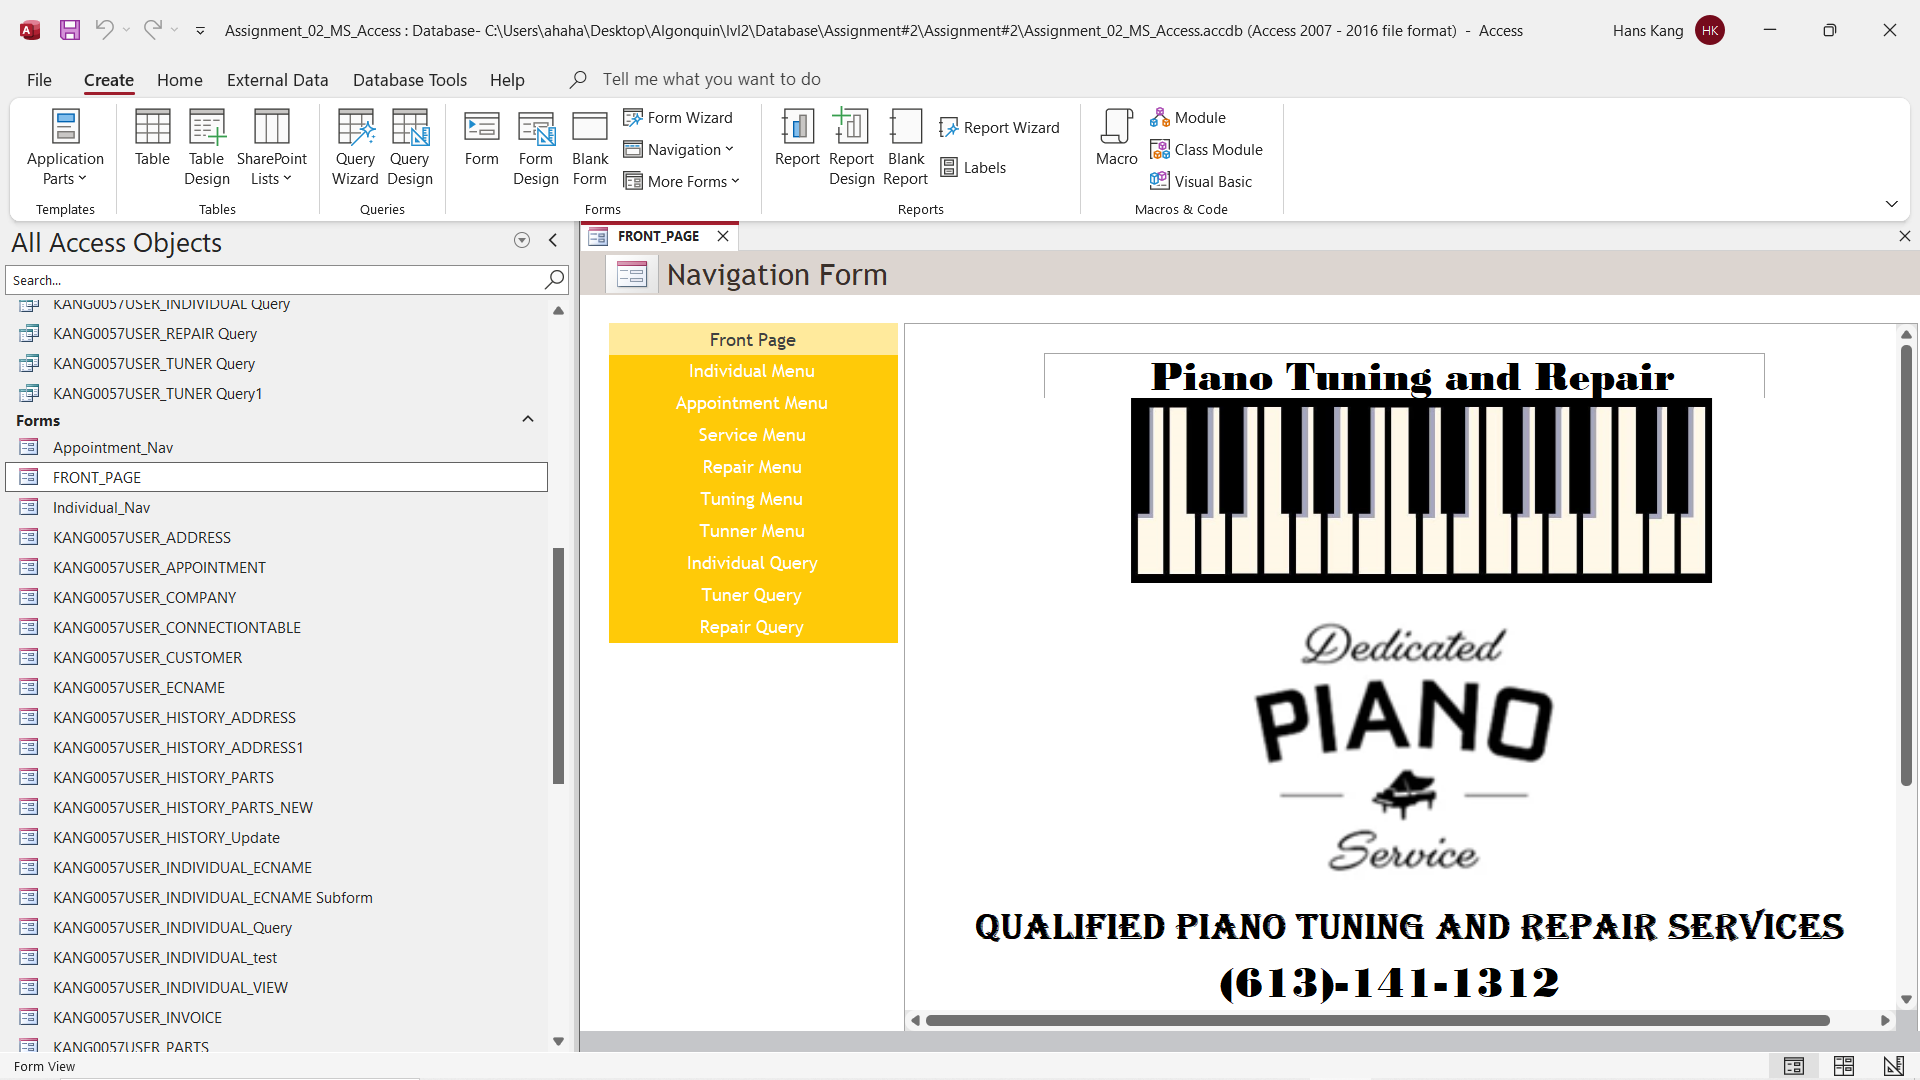 Assignment_02_MS_Access : Database- C:\Users\ahaha\Desktop\Algonquin\lvl2\Database\Assignment#2\Assignment#2\Assignment_02_MS_Access.accdb (Access 2007 - 2016 file format) - Access
Hans Kang HK
File Create Home External Data Database Tools Help Tell me what you want to do
Application Parts
Templates
Table
Table Design
SharePoint Lists
Tables
Query Wizard
Query Design
Queries
Form
Form Design
Blank Form
Form Wizard
Navigation
More Forms
Forms
Report
Report Design
Blank Report
Report Wizard
Labels
Reports
Macro
Module
Class Module
Visual Basic
Macros & Code
All Access Objects
Search...
KANG0057USER_INDIVIDUAL Query
KANG0057USER_REPAIR Query
KANG0057USER_TUNER Query
KANG0057USER_TUNER Query1
Forms
Appointment_Nav
FRONT_PAGE
Individual_Nav
KANG0057USER_ADDRESS
KANG0057USER_APPOINTMENT
KANG0057USER_COMPANY
KANG0057USER_CONNECTIONTABLE
KANG0057USER_CUSTOMER
KANG0057USER_ECNAME
KANG0057USER_HISTORY_ADDRESS
KANG0057USER_HISTORY_ADDRESS1
KANG0057USER_HISTORY_PARTS
KANG0057USER_HISTORY_PARTS_NEW
KANG0057USER_HISTORY_Update
KANG0057USER_INDIVIDUAL_ECNAME
KANG0057USER_INDIVIDUAL_ECNAME Subform
KANG0057USER_INDIVIDUAL_Query
KANG0057USER_INDIVIDUAL_test
KANG0057USER_INDIVIDUAL_VIEW
KANG0057USER_INVOICE
KANG0057USER_PARTS
FRONT_PAGE
Navigation Form
Front Page
Individual Menu
Appointment Menu
Service Menu
Repair Menu
Tuning Menu
Tunner Menu
Individual Query
Tuner Query
Repair Query
Piano Tuning and Repair
Dedicated
PIANO
Service
QUALIFIED PIANO TUNING AND REPAIR SERVICES
(613)-141-1312
Form View